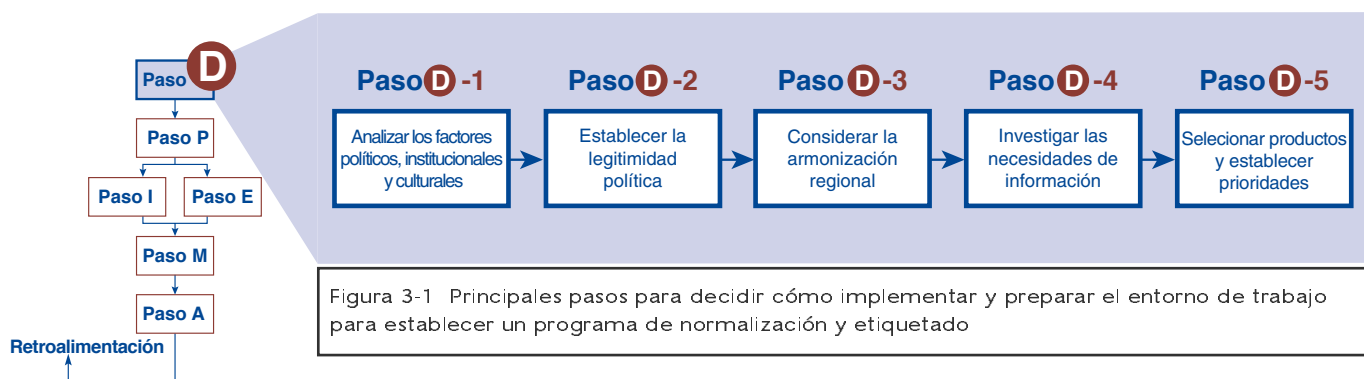 Paso D
Paso P
Paso I
Paso E
Paso M
Paso A
Retroalimentación
Paso D -1
Analizar los factores
políticos, institucionales
y culturales
Paso D -2
Establecer la
legitimidad
política
Paso D -3
Considerar la
armonización
regional
Paso D -4
Investigar las
necesidades de
información
Paso D -5
Selecionar productos
y establecer
prioridades
Figura 3-1 Principales pasos para decidir cómo implementar y preparar el entorno de trabajo
para establecer un programa de normalización y etiquetado